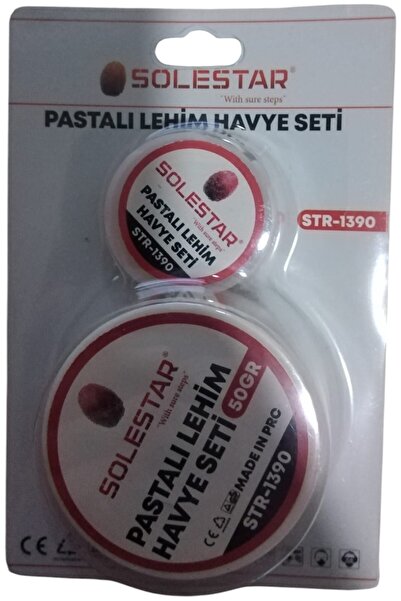 SOLESTAR®
"With sure steps"
PASTALI LEHİM HAVYE SETİ
STR-1390
SOLESTAR®
"With sure steps"
PASTALI LEHİM
HAVYE SETİ
STR-1390
SOLESTAR®
"With sure steps"
PASTALI LEHİM
HAVYE SETİ
50GR
CE
MADE IN PRC
STR-1390
CE